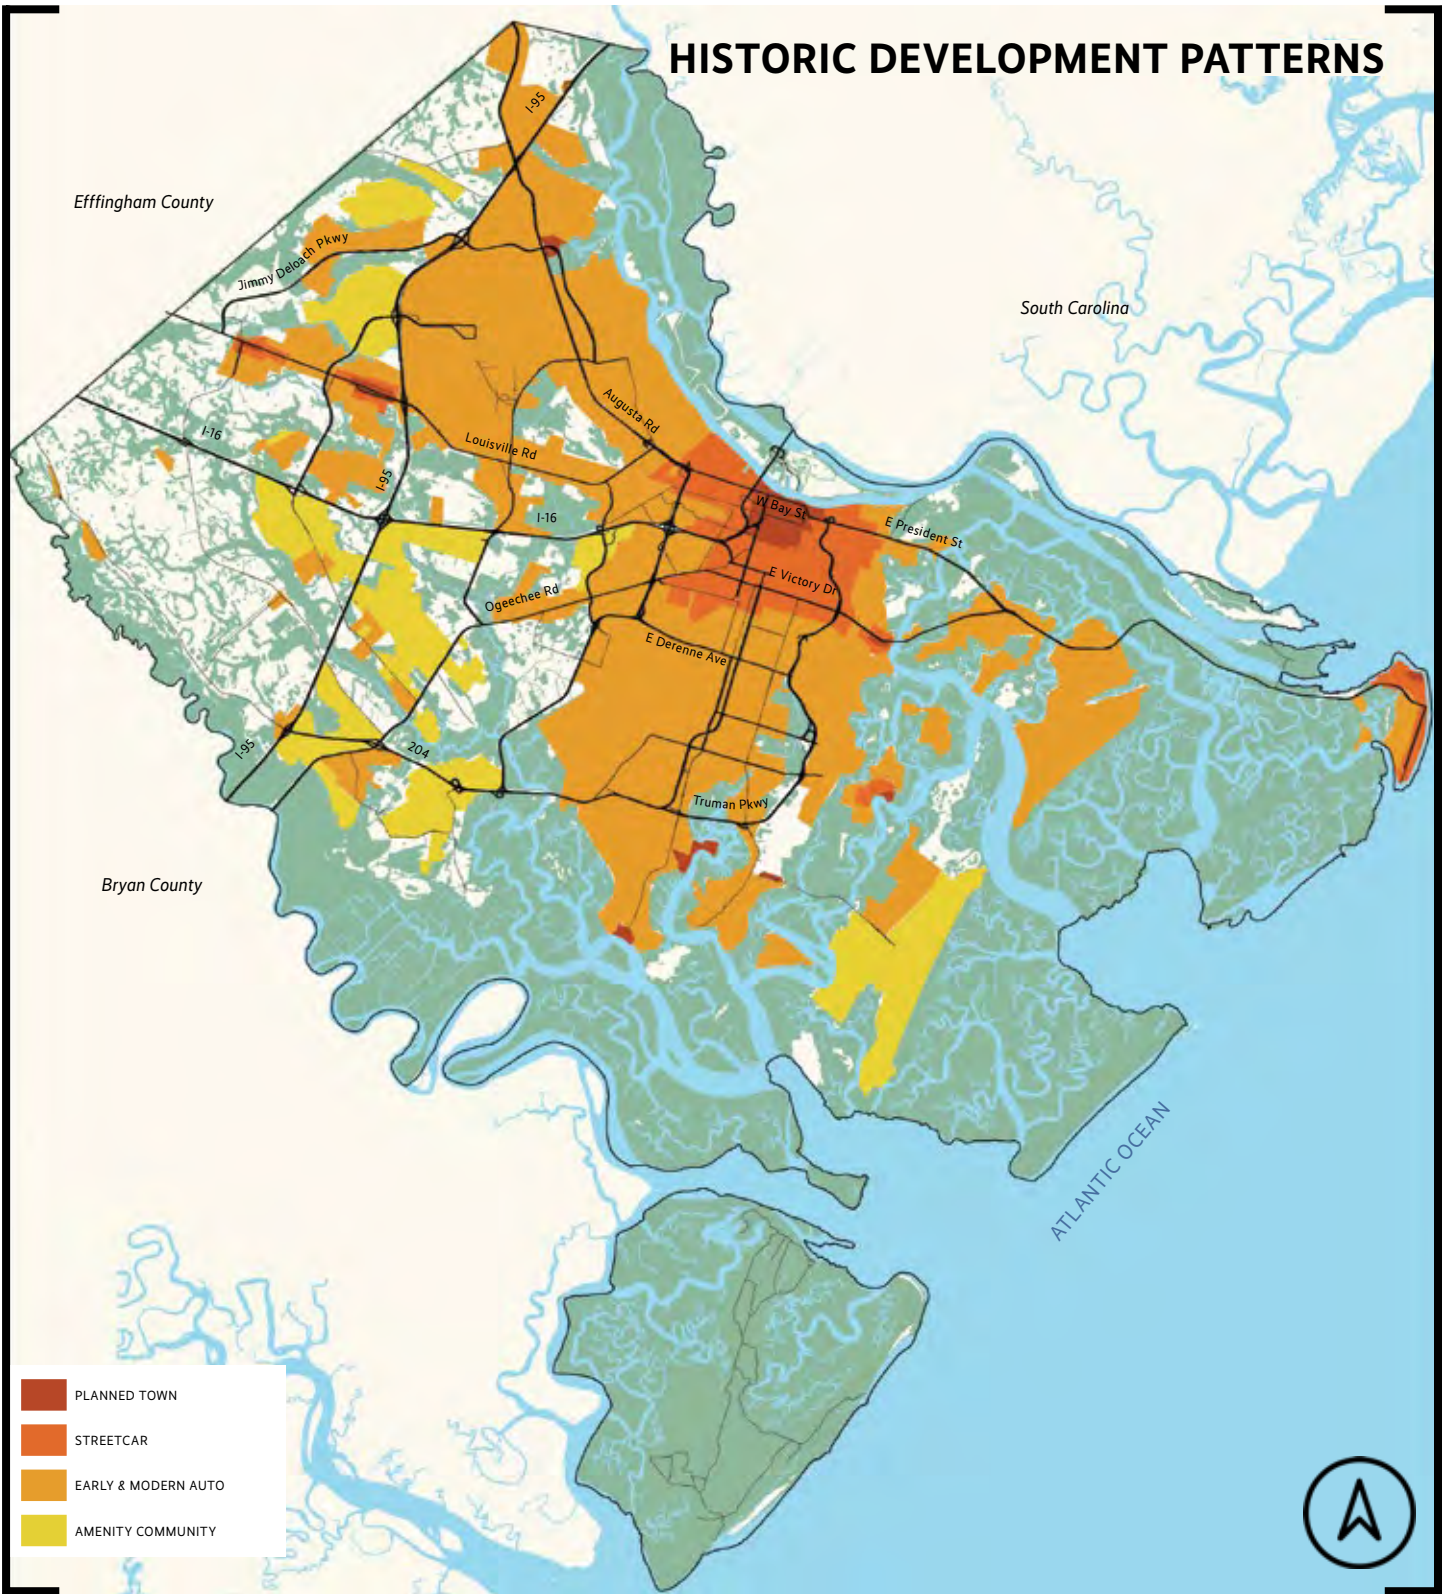 HISTORIC DEVELOPMENT PATTERNS
I-95
Efffingham County
Jimmy Deloach Pkwy
South Carolina
Augusta Rd
I-16
Louisville Rd
I-95
W Bay St
I-16
E President St
E Victory Dr
Ogeechee Rd
E Derenne Ave
I-95
204
Truman Pkwy
Bryan County
ATLANTIC OCEAN
PLANNED TOWN
STREETCAR
EARLY & MODERN AUTO
AMENITY COMMUNITY